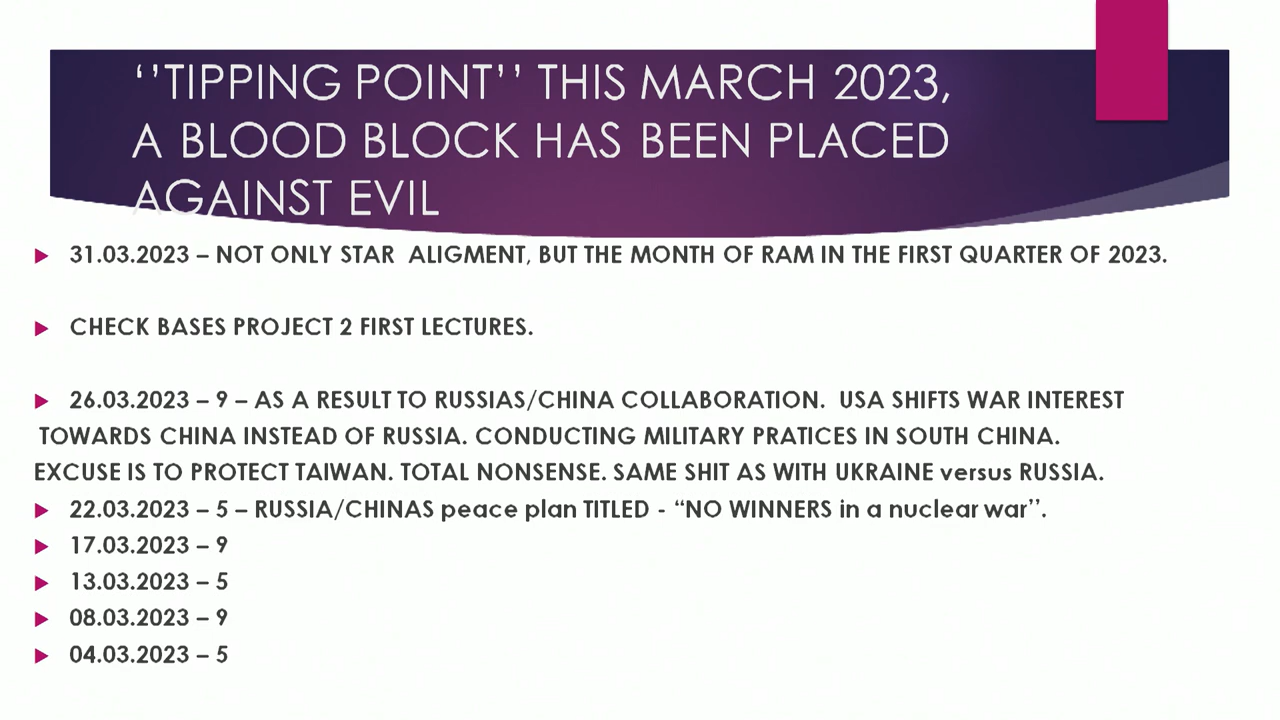 ‘’TIPPING POINT’’ THIS MARCH 2023,
A BLOOD BLOCK HAS BEEN PLACED
AGAINST EVIL
31.03.2023 – NOT ONLY STAR  ALIGMENT, BUT THE MONTH OF RAM IN THE FIRST QUARTER OF 2023.
CHECK BASES PROJECT 2 FIRST LECTURES.
26.03.2023 – 9 – AS A RESULT TO RUSSIAS/CHINA COLLABORATION.  USA SHIFTS WAR INTEREST
TOWARDS CHINA INSTEAD OF RUSSIA. CONDUCTING MILITARY PRATICES IN SOUTH CHINA.
EXCUSE IS TO PROTECT TAIWAN. TOTAL NONSENSE. SAME SHIT AS WITH UKRAINE versus RUSSIA.
22.03.2023 – 5 – RUSSIA/CHINAS peace plan TITLED - “NO WINNERS in a nuclear war’’.
17.03.2023 – 9
13.03.2023 – 5
08.03.2023 – 9
04.03.2023 – 5